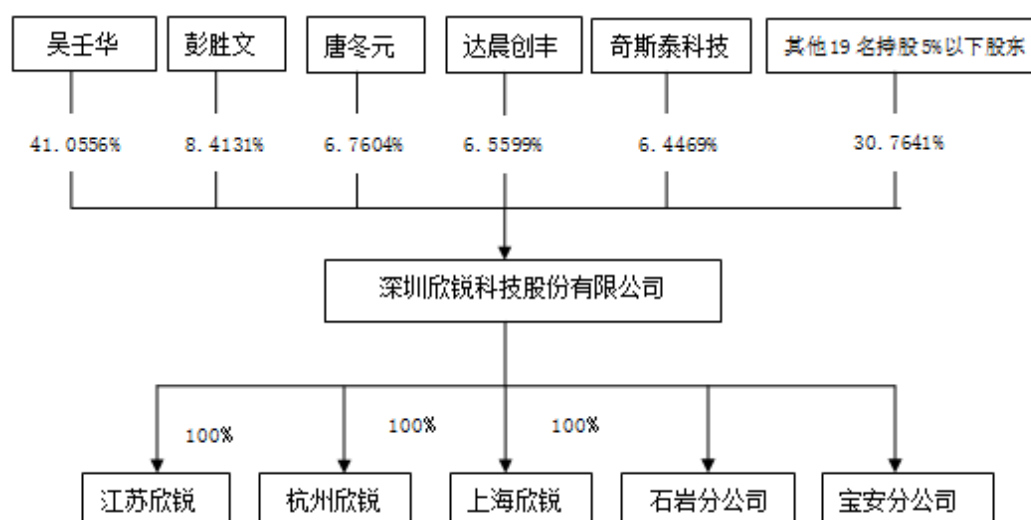 吴壬华
彭胜文
唐冬元
达晨创丰
奇斯泰科技
其他19名持股5%以下股东
41.0556%
8.4131%
6.7604%
6.5599%
6.4469%
30.7641%
深圳欣锐科技股份有限公司
100%
100%
100%
江苏欣锐
杭州欣锐
上海欣锐
石岩分公司
宝安分公司